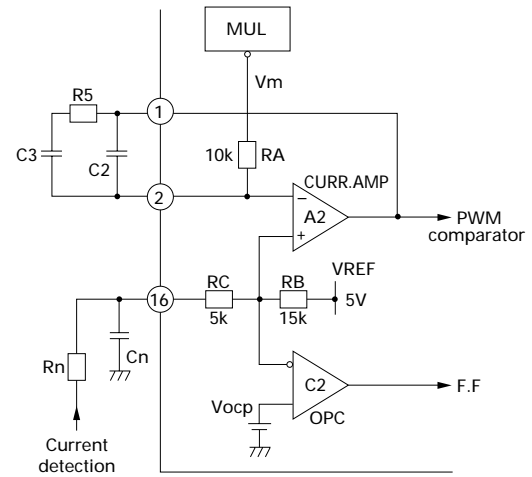 MUL
Vm
R5
1
C3
C2
10k
RA
CURR.AMP
2
A2
PWM
comparator
VREF
16
RC
RB
5V
5k
15k
Rn
Cn
C2
F.F
Vocp
OPC
Current
detection